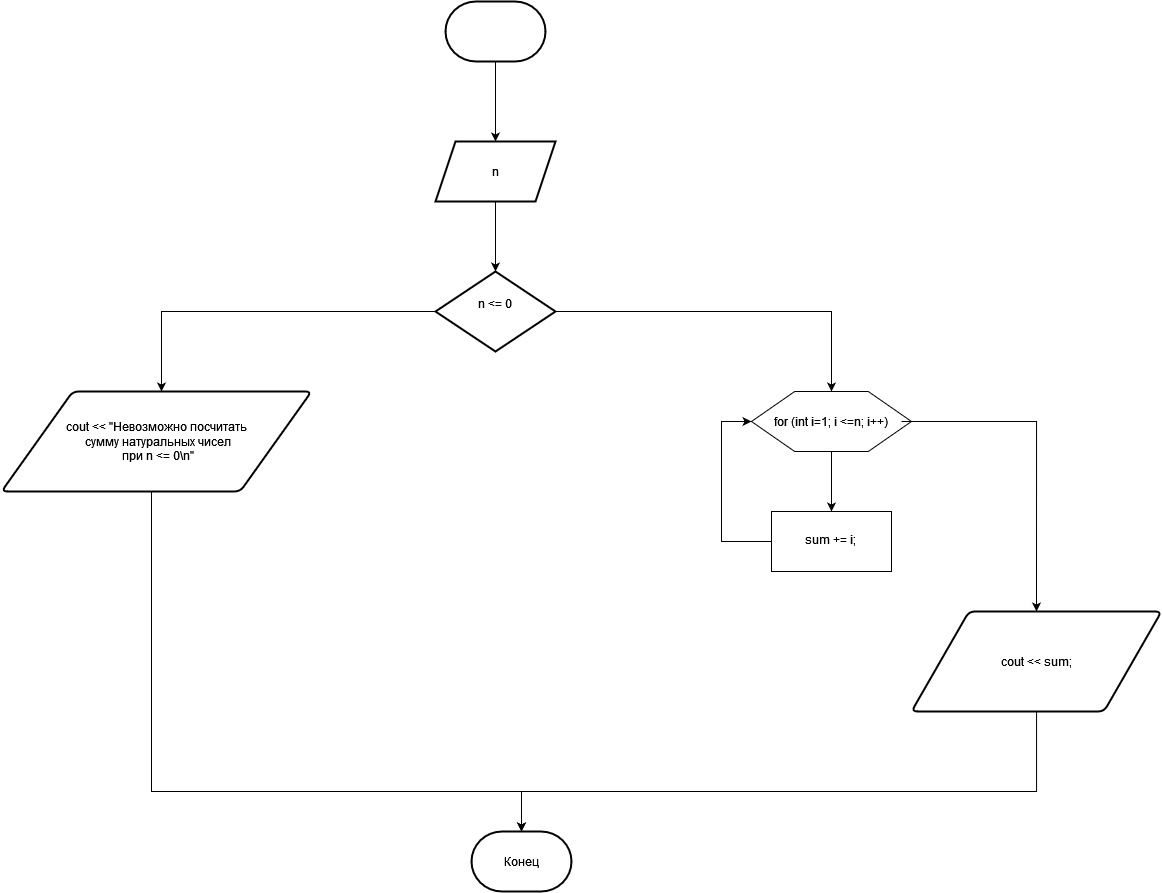 n
n <= 0
cout << "Невозможно посчитать
сумму натуральных чисел
при n <= 0\n"
for (int i=1; i <=n; i++)
sum += i;
cout << sum;
Конец